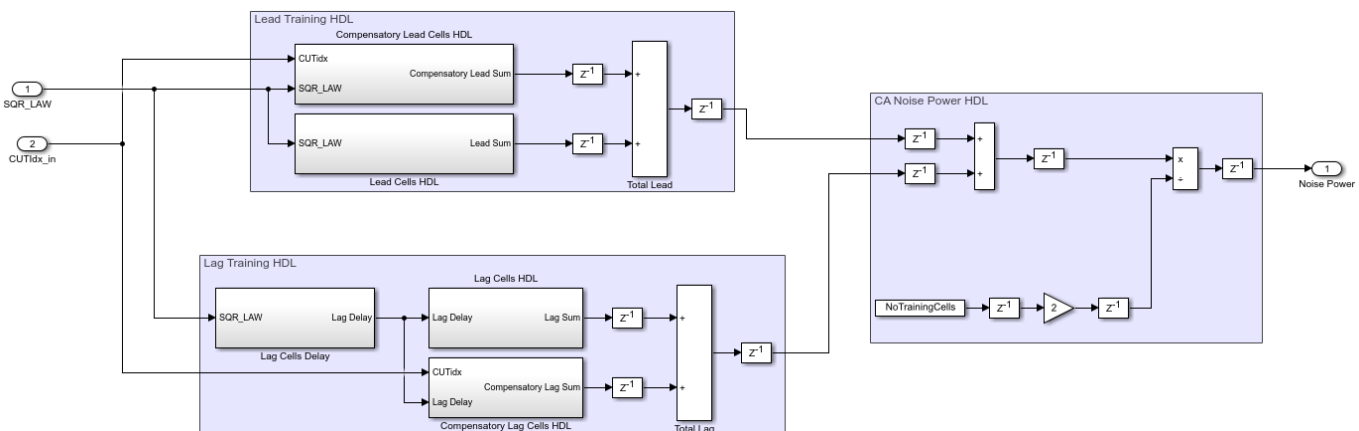 Lead Training HDL
Compensatory Lead Cells HDL
CUTidx
Compensatory Lead Sum
SQR_LAW
z-1
+
1
SQR_LAW
z-1
SQR_LAW
Lead Sum
z-1
+
2
CUTIdx_in
Lead Cells HDL
Total Lead
CA Noise Power HDL
z-1
+
z-1
x
z-1
1
z-1
+
÷
Noise Power
NoTrainingCells
z-1
2
z-1
Lag Training HDL
Lag Cells HDL
SQR_LAW
Lag Delay
Lag Delay
Lag Sum
z-1
+
Lag Cells Delay
z-1
CUTidx
Compensatory Lag Sum
z-1
+
Lag Delay
Compensatory Lag Cells HDL
Total Lag